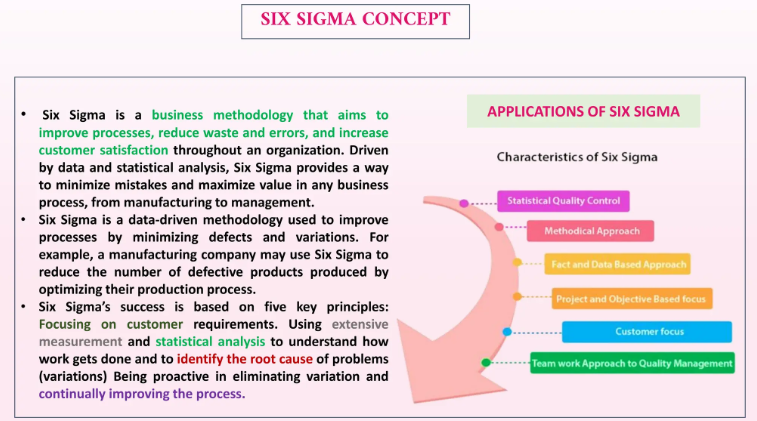 SIX SIGMA CONCEPT
• Six Sigma is a business methodology that aims to
improve processes, reduce waste and errors, and increase
customer satisfaction throughout an organization. Driven
by data and statistical analysis, Six Sigma provides a way
to minimize mistakes and maximize value in any business
process, from manufacturing to management.
• Six Sigma is a data-driven methodology used to improve
processes by minimizing defects and variations. For
example, a manufacturing company may use Six Sigma to
reduce the number of defective products produced by
optimizing their production process.
• Six Sigma’s success is based on five key principles:
Focusing on customer requirements. Using extensive
measurement and statistical analysis to understand how
work gets done and to identify the root cause of problems
(variations) Being proactive in eliminating variation and
continually improving the process.
APPLICATIONS OF SIX SIGMA
Characteristics of Six Sigma
Statistical Quality Control
Methodical Approach
Fact and Data Based Approach
Project and Objective Based focus
Customer focus
Team work Approach to Quality Management